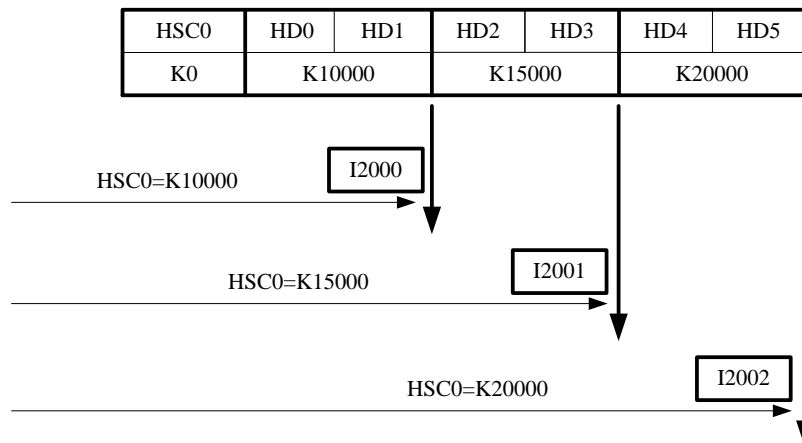 HSC0 HD0 HD1 HD2 HD3 HD4 HD5
K0 K10000 K15000 K20000
I2000
HSC0=K10000
I2001
HSC0=K15000
I2002
HSC0=K20000